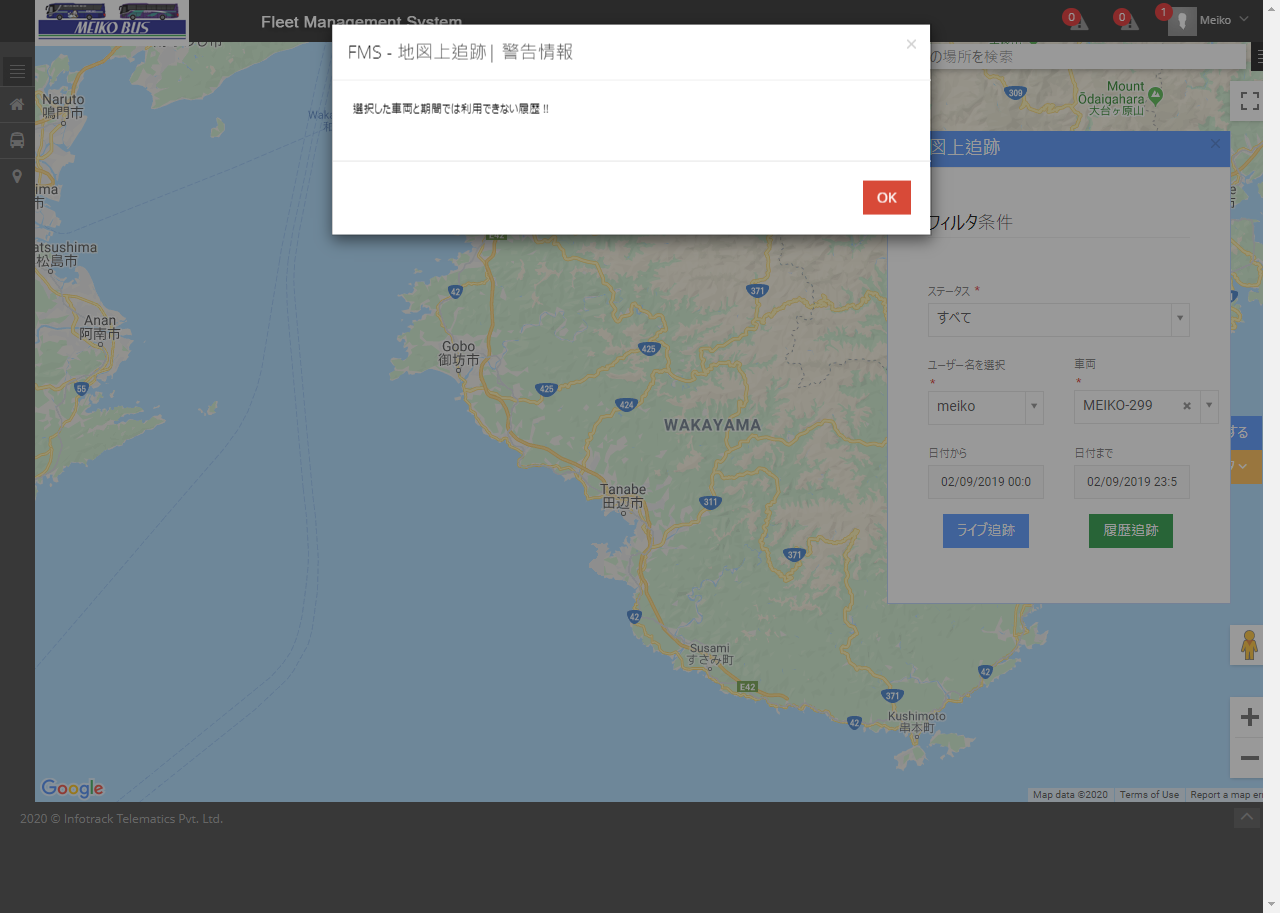 MEIKO BUS
Fleet Management System
0
0
1
Meiko
FMS - 地図上追跡| 警告情報
×
選択した車両と期間では利用できない履歴 !!
OK
の場所を検索
図上追跡
×
フィルタ条件
ステータス *
すべて
ユーザー名を選択
*
車両
*
meiko
MEIKO-299
×
日付から
日付まで
02/09/2019 00:0
02/09/2019 23:5
ライブ追跡
履歴追跡
する
Naruto
鳴門市
ima
市
atsushima
松島市
Anan
阿南市
55
Waka
和
Mount
Ōdaigahara
大台ヶ原山
309
E42
42
371
Gobo
御坊市
425
425
424
WAKAYAMA
Tanabe
田辺市
311
371
42
Susami
すさみ町
E42
42
371
42
Kushimoto
串本町
Google
Map data ©2020
Terms of Use
Report a map er
2020 © Infotrack Telematics Pvt. Ltd.